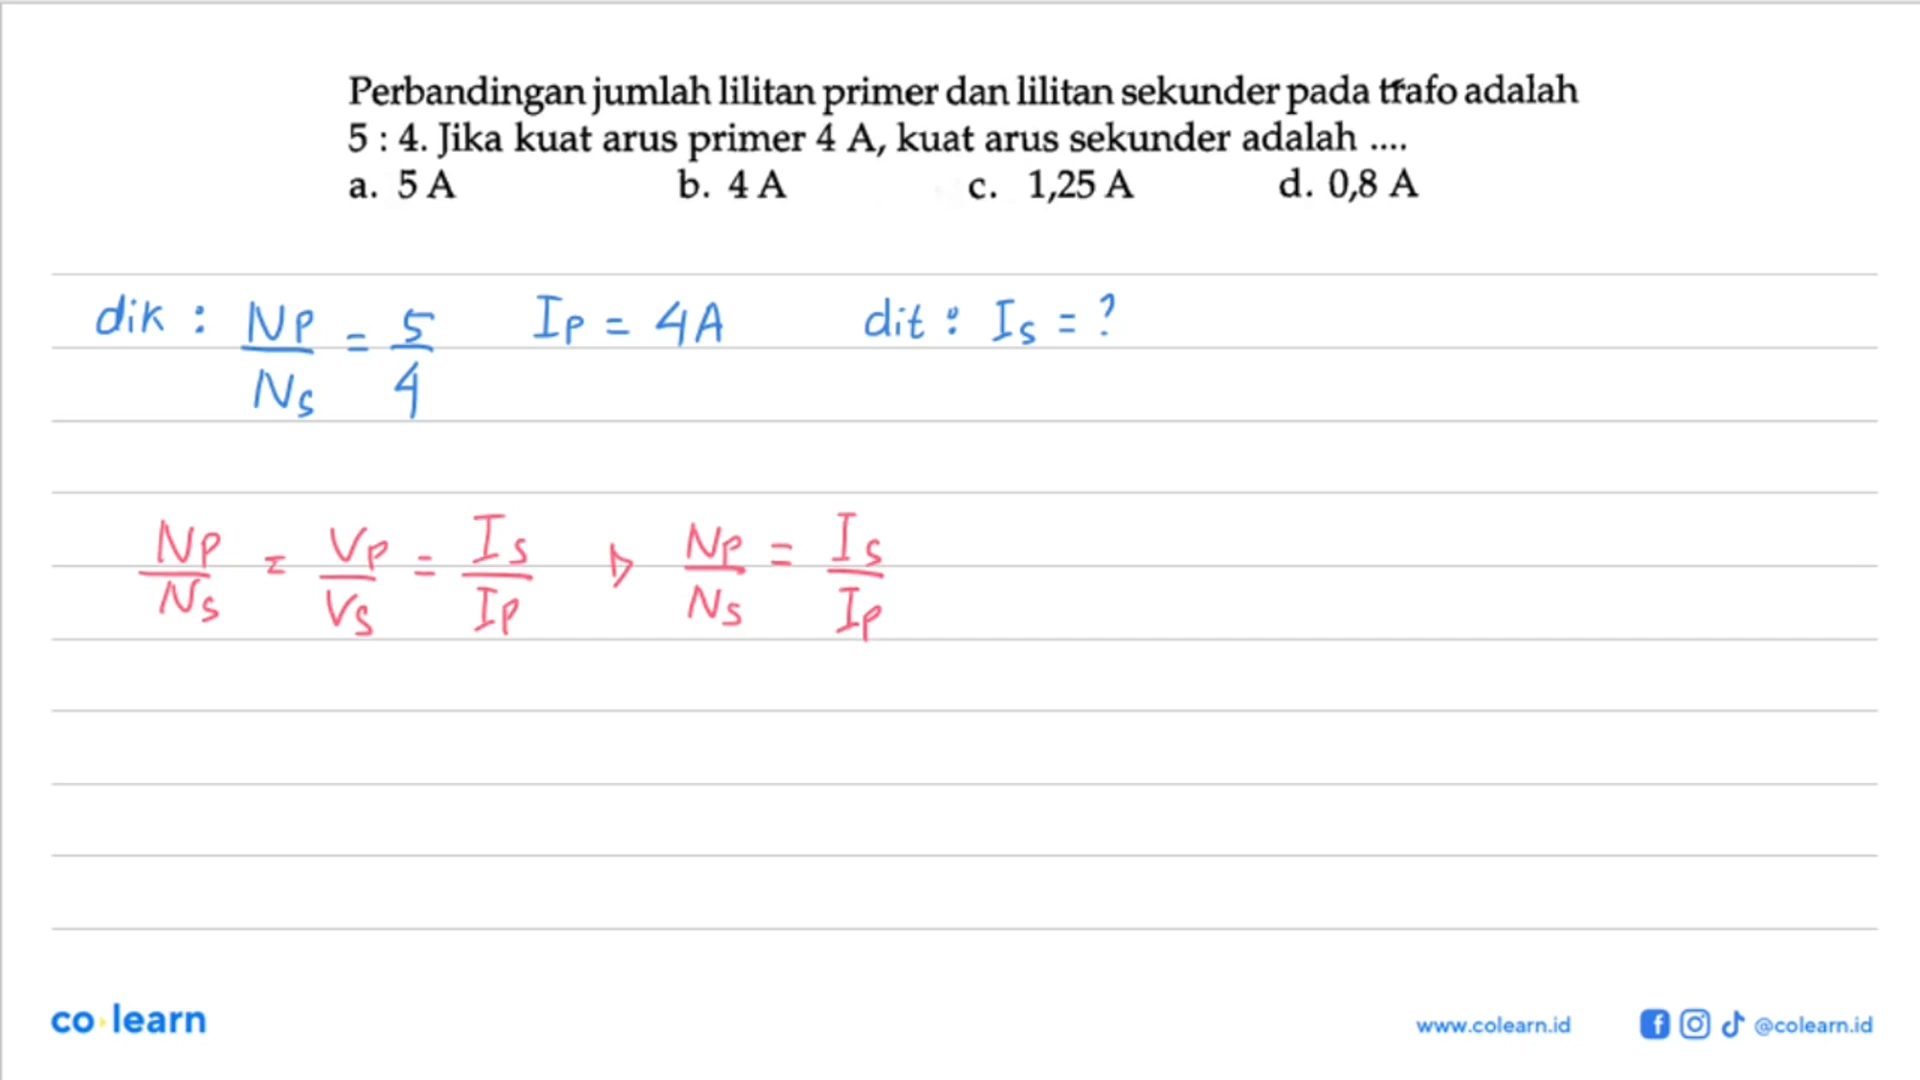 Perbandingan jumlah lilitan primer dan lilitan sekunder pada trafo adalah
5 : 4. Jika kuat arus primer 4 A, kuat arus sekunder adalah ....
a. 5 A b. 4 A c. 1,25 A d. 0,8 A
dik : Np/Ns = 5/4 Ip = 4A dit : Is = ?
Np/Ns = Vp/Vs = Is/Ip ▷ Np/Ns = Is/Ip
co learn www.colearn.id @colearn.id